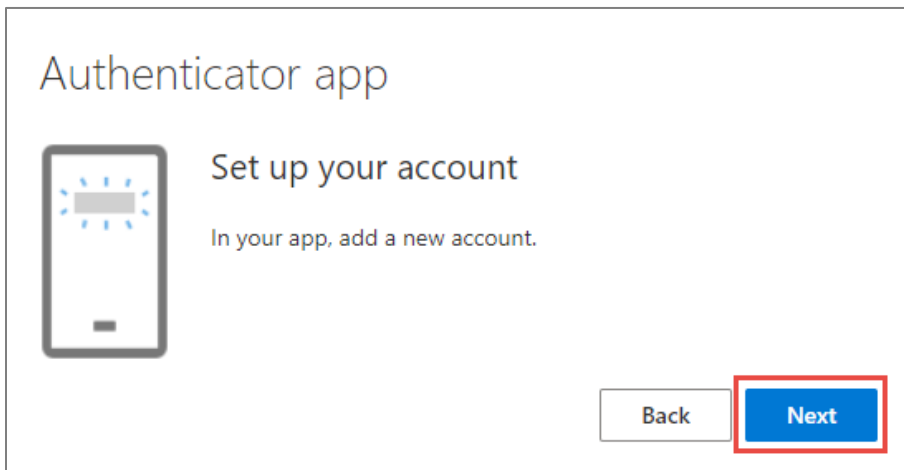 Authenticator app
Set up your account
In your app, add a new account.
Back
Next